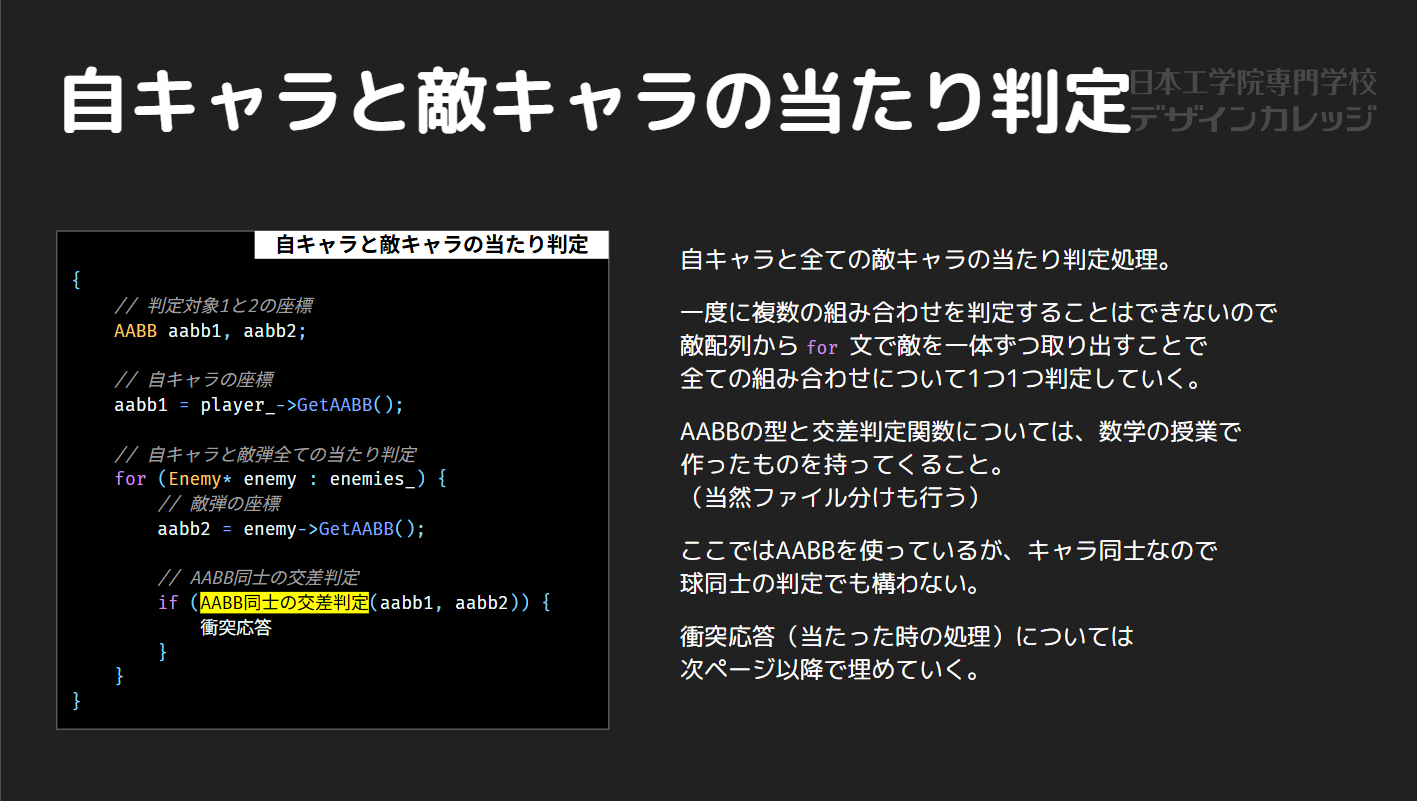 自キャラと敵キャラの当たり判定
日本工学院専門学校
デザインカレッジ
自キャラと敵キャラの当たり判定
{
// 判定対象1と2の座標
AABB aabb1, aabb2;
// 自キャラの座標
aabb1 = player_->GetAABB();
// 自キャラと敵弾全ての当たり判定
for (Enemy* enemy : enemies_) {
// 敵弾の座標
aabb2 = enemy->GetAABB();
// AABB同士の交差判定
if (AABB同士の交差判定(aabb1, aabb2)) {
衝突応答
}
}
}
自キャラと全ての敵キャラの当たり判定処理。
一度に複数の組み合わせを判定することはできないので
敵配列から for 文で敵を一体ずつ取り出すことで
全ての組み合わせについて1つ1つ判定していく。
AABBの型と交差判定関数については、数学の授業で
作ったものを持ってくること。
（当然ファイル分けも行う）
ここではAABBを使っているが、キャラ同士なので
球同士の判定でも構わない。
衝突応答（当たった時の処理）については
次ページ以降で埋めていく。